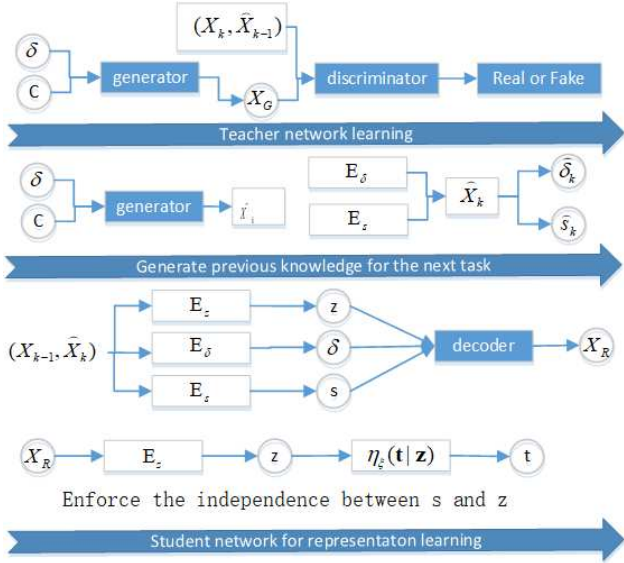 (X_k, X̂_{k-1})
δ
C
generator
X_G
discriminator
Real or Fake
Teacher network learning
δ
C
generator
E_δ
E_s
X̂_k
δ̂_k
ŝ_k
Generate previous knowledge for the next task
(X_{k-1}, X̂_k)
E_z
z
E_δ
δ
E_s
s
decoder
X_R
X_R
E_s
z
η_ξ(t|z)
t
Enforce the independence between s and z
Student network for representaton learning